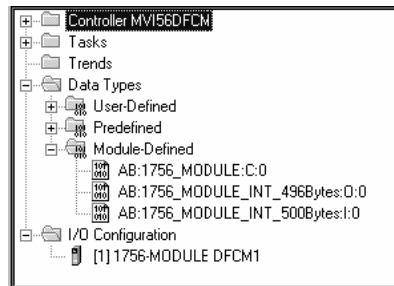 Controller MVI56DFCM
Tasks
Trends
Data Types
User-Defined
Predefined
Module-Defined
AB:1756_MODULE:C:0
AB:1756_MODULE_INT_496Bytes:O:0
AB:1756_MODULE_INT_500Bytes:I:0
I/O Configuration
[1] 1756-MODULE DFCM1